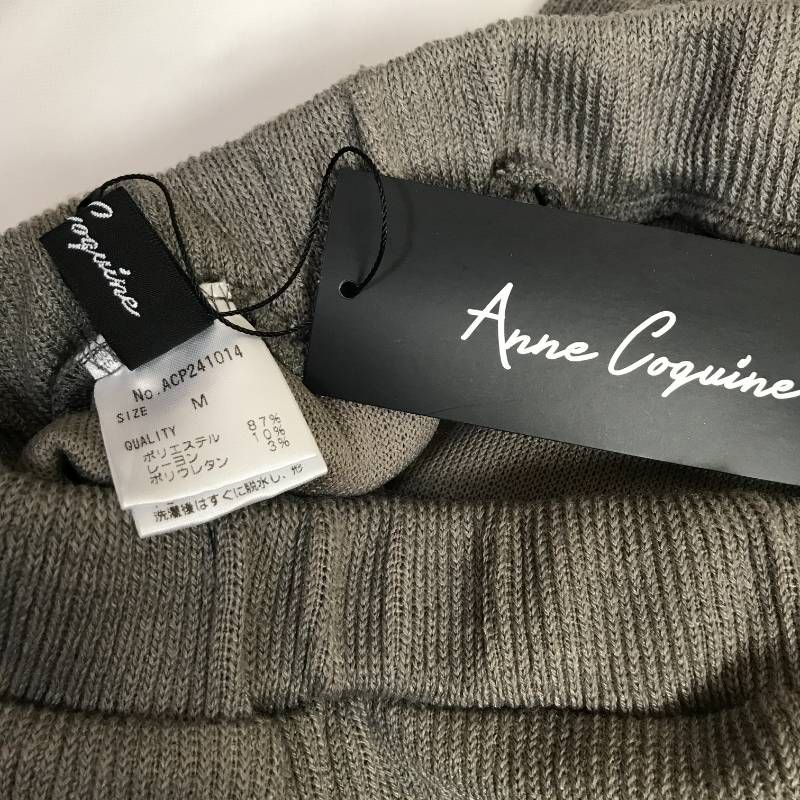 Coquine
Anne Coquine
No.ACP241014
SIZE M
QUALITY
ポリエステル 87%
レーヨン 10%
ポリウレタン 3%
洗濯後はすぐに脱水し、形